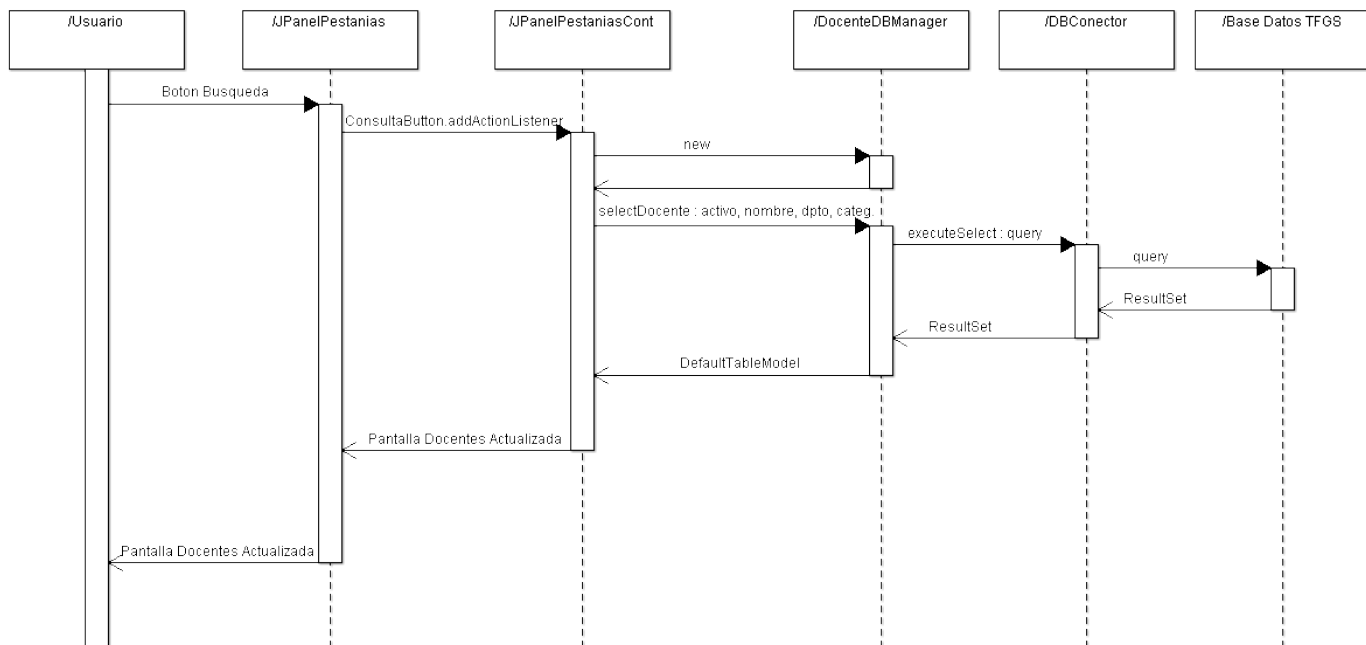 /Usuario
/JPanelPestanias
/JPanelPestaniasCont
/DocenteDBManager
/DBConector
/Base Datos TFGS
Boton Busqueda
ConsultaButton.addActionListener
new
selectDocente : activo, nombre, dpto, categ.
executeSelect : query
query
ResultSet
ResultSet
DefaultTableModel
Pantalla Docentes Actualizada
Pantalla Docentes Actualizada